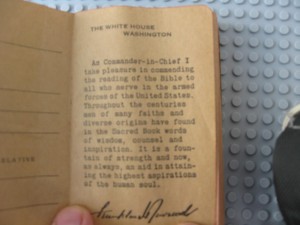 THE WHITE HOUSE
WASHINGTON
As Commander-in-Chief I
take pleasure in commending
the reading of the Bible to
all who serve in the armed
forces of the United States.
Throughout the centuries
men of many faiths and
diverse origins have found
in the Sacred Book words
of wisdom, counsel and
inspiration. It is a foun-
tain of strength and now,
as always, an aid in attain-
ing the highest aspirations
of the human soul.